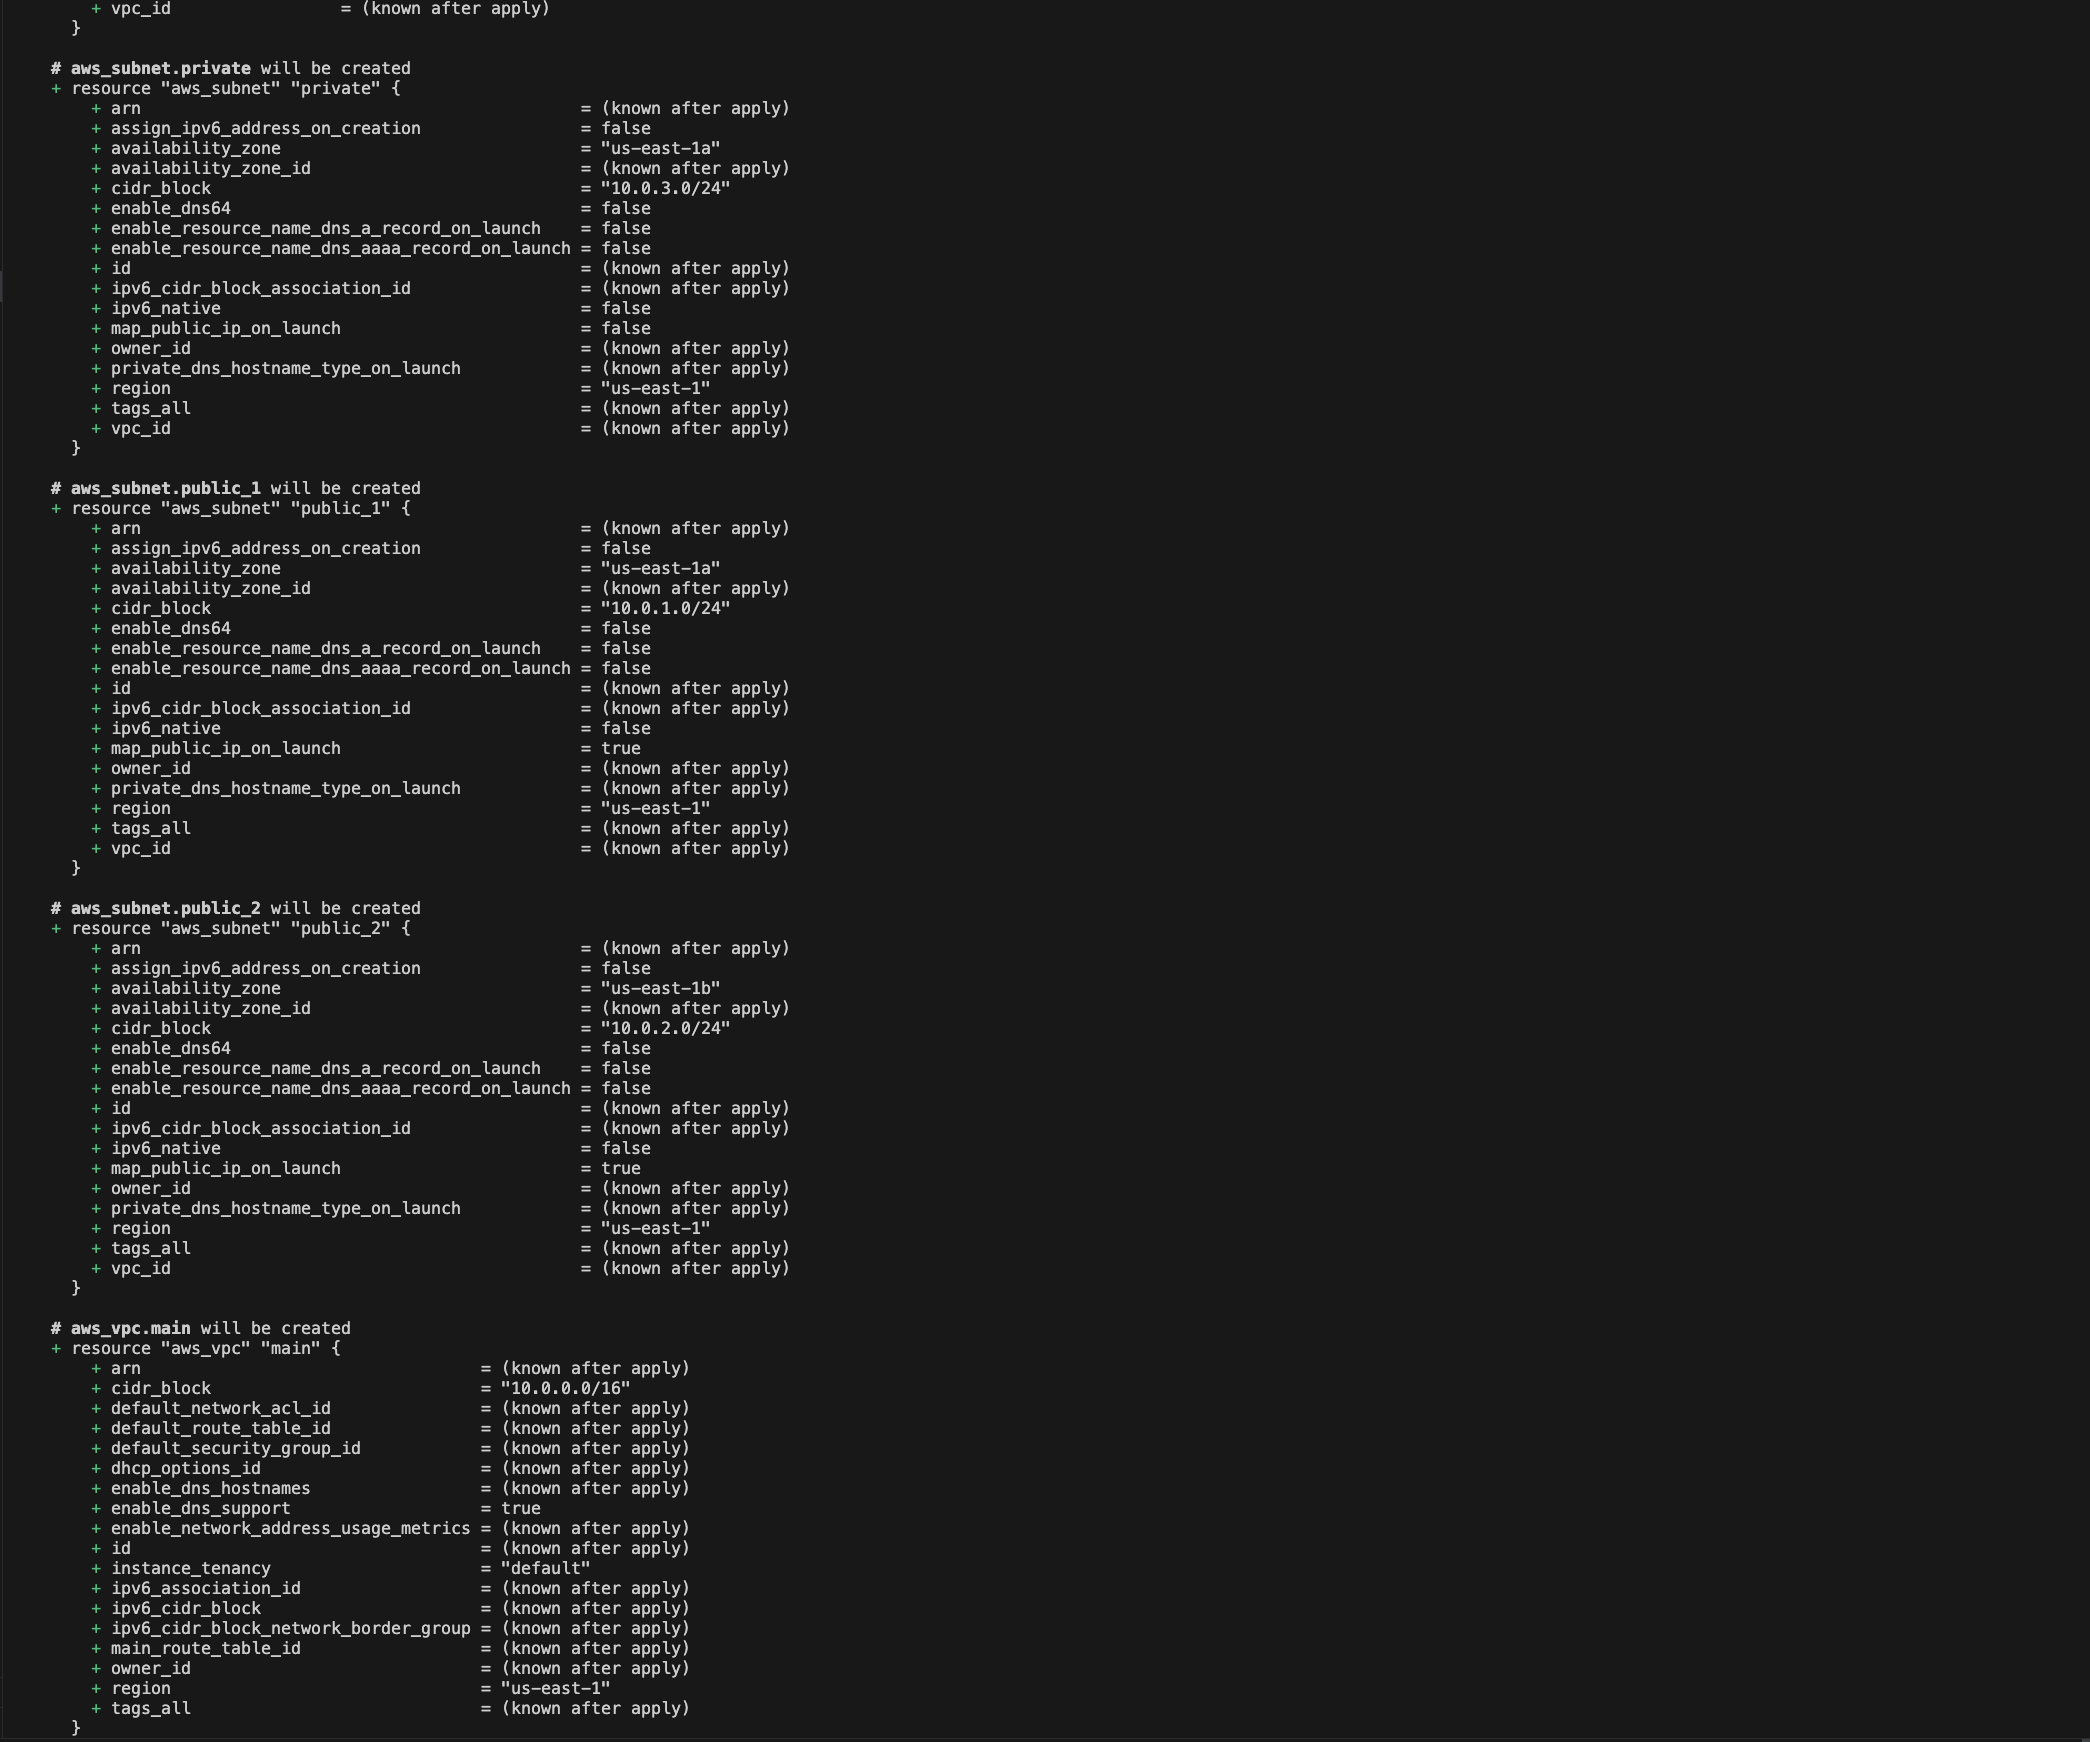 + vpc_id                 = (known after apply)
}
# aws_subnet.private will be created
+ resource "aws_subnet" "private" {
+ arn                                            = (known after apply)
+ assign_ipv6_address_on_creation                = false
+ availability_zone                              = "us-east-1a"
+ availability_zone_id                           = (known after apply)
+ cidr_block                                     = "10.0.3.0/24"
+ enable_dns64                                   = false
+ enable_resource_name_dns_a_record_on_launch    = false
+ enable_resource_name_dns_aaaa_record_on_launch = false
+ id                                             = (known after apply)
+ ipv6_cidr_block_association_id                 = (known after apply)
+ ipv6_native                                    = false
+ map_public_ip_on_launch                        = false
+ owner_id                                       = (known after apply)
+ private_dns_hostname_type_on_launch            = (known after apply)
+ region                                         = "us-east-1"
+ tags_all                                       = (known after apply)
+ vpc_id                                         = (known after apply)
}
# aws_subnet.public_1 will be created
+ resource "aws_subnet" "public_1" {
+ arn                                            = (known after apply)
+ assign_ipv6_address_on_creation                = false
+ availability_zone                              = "us-east-1a"
+ availability_zone_id                           = (known after apply)
+ cidr_block                                     = "10.0.1.0/24"
+ enable_dns64                                   = false
+ enable_resource_name_dns_a_record_on_launch    = false
+ enable_resource_name_dns_aaaa_record_on_launch = false
+ id                                             = (known after apply)
+ ipv6_cidr_block_association_id                 = (known after apply)
+ ipv6_native                                    = false
+ map_public_ip_on_launch                        = true
+ owner_id                                       = (known after apply)
+ private_dns_hostname_type_on_launch            = (known after apply)
+ region                                         = "us-east-1"
+ tags_all                                       = (known after apply)
+ vpc_id                                         = (known after apply)
}
# aws_subnet.public_2 will be created
+ resource "aws_subnet" "public_2" {
+ arn                                            = (known after apply)
+ assign_ipv6_address_on_creation                = false
+ availability_zone                              = "us-east-1b"
+ availability_zone_id                           = (known after apply)
+ cidr_block                                     = "10.0.2.0/24"
+ enable_dns64                                   = false
+ enable_resource_name_dns_a_record_on_launch    = false
+ enable_resource_name_dns_aaaa_record_on_launch = false
+ id                                             = (known after apply)
+ ipv6_cidr_block_association_id                 = (known after apply)
+ ipv6_native                                    = false
+ map_public_ip_on_launch                        = true
+ owner_id                                       = (known after apply)
+ private_dns_hostname_type_on_launch            = (known after apply)
+ region                                         = "us-east-1"
+ tags_all                                       = (known after apply)
+ vpc_id                                         = (known after apply)
}
# aws_vpc.main will be created
+ resource "aws_vpc" "main" {
+ arn                                  = (known after apply)
+ cidr_block                           = "10.0.0.0/16"
+ default_network_acl_id               = (known after apply)
+ default_route_table_id               = (known after apply)
+ default_security_group_id            = (known after apply)
+ dhcp_options_id                      = (known after apply)
+ enable_dns_hostnames                 = (known after apply)
+ enable_dns_support                   = true
+ enable_network_address_usage_metrics = (known after apply)
+ id                                   = (known after apply)
+ instance_tenancy                     = "default"
+ ipv6_association_id                  = (known after apply)
+ ipv6_cidr_block                      = (known after apply)
+ ipv6_cidr_block_network_border_group = (known after apply)
+ main_route_table_id                  = (known after apply)
+ owner_id                             = (known after apply)
+ region                               = "us-east-1"
+ tags_all                             = (known after apply)
}